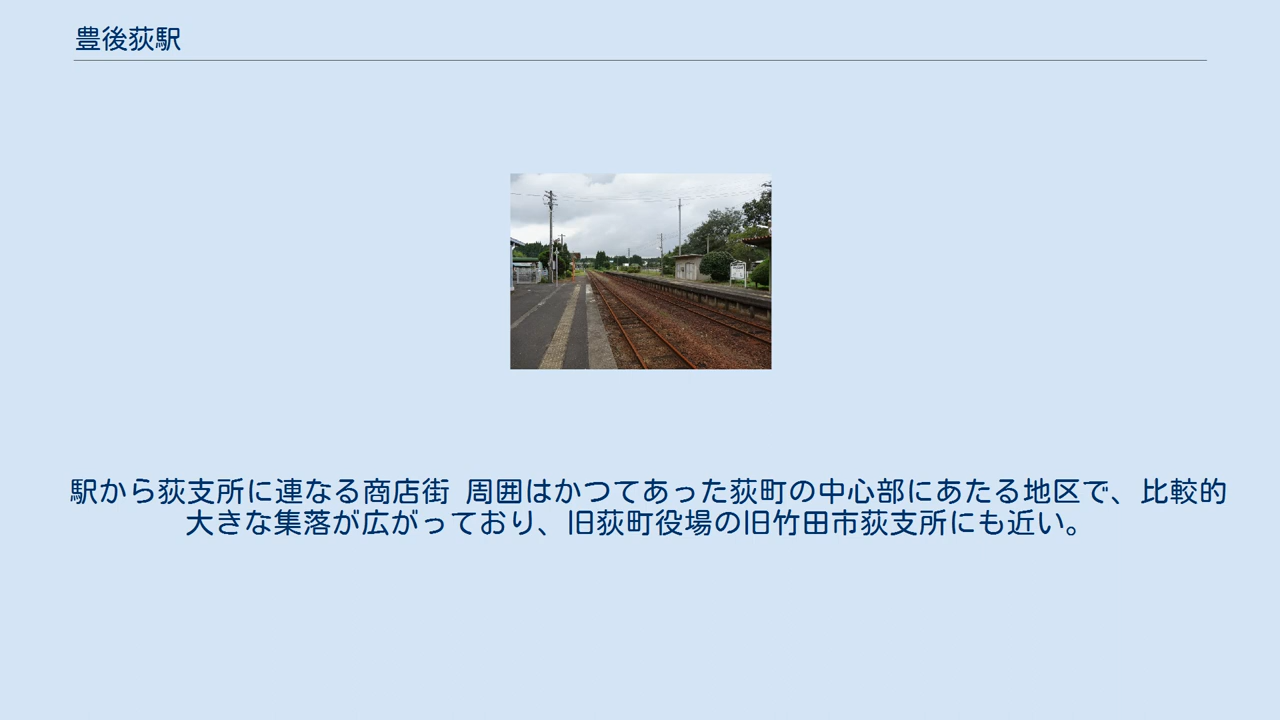 豊後荻駅
駅から荻支所に連なる商店街 周囲はかつてあった荻町の中心部にあたる地区で、比較的
大きな集落が広がっており、旧荻町役場の旧竹田市荻支所にも近い。